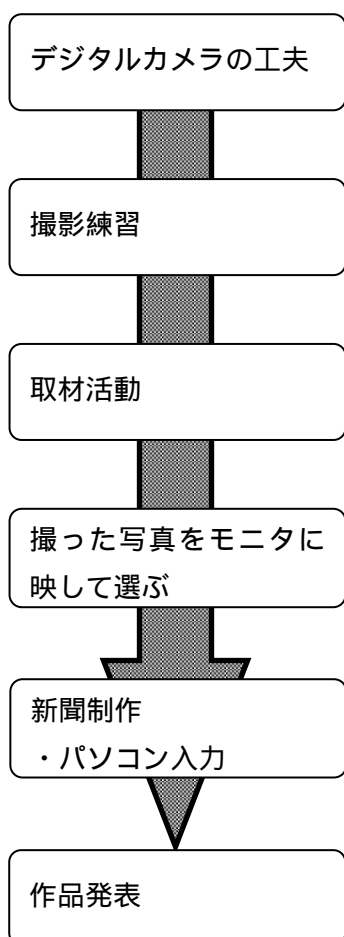 デジタルカメラの工夫
撮影練習
取材活動
撮った写真をモニタに
映して選ぶ
新聞制作
・パソコン入力
作品発表